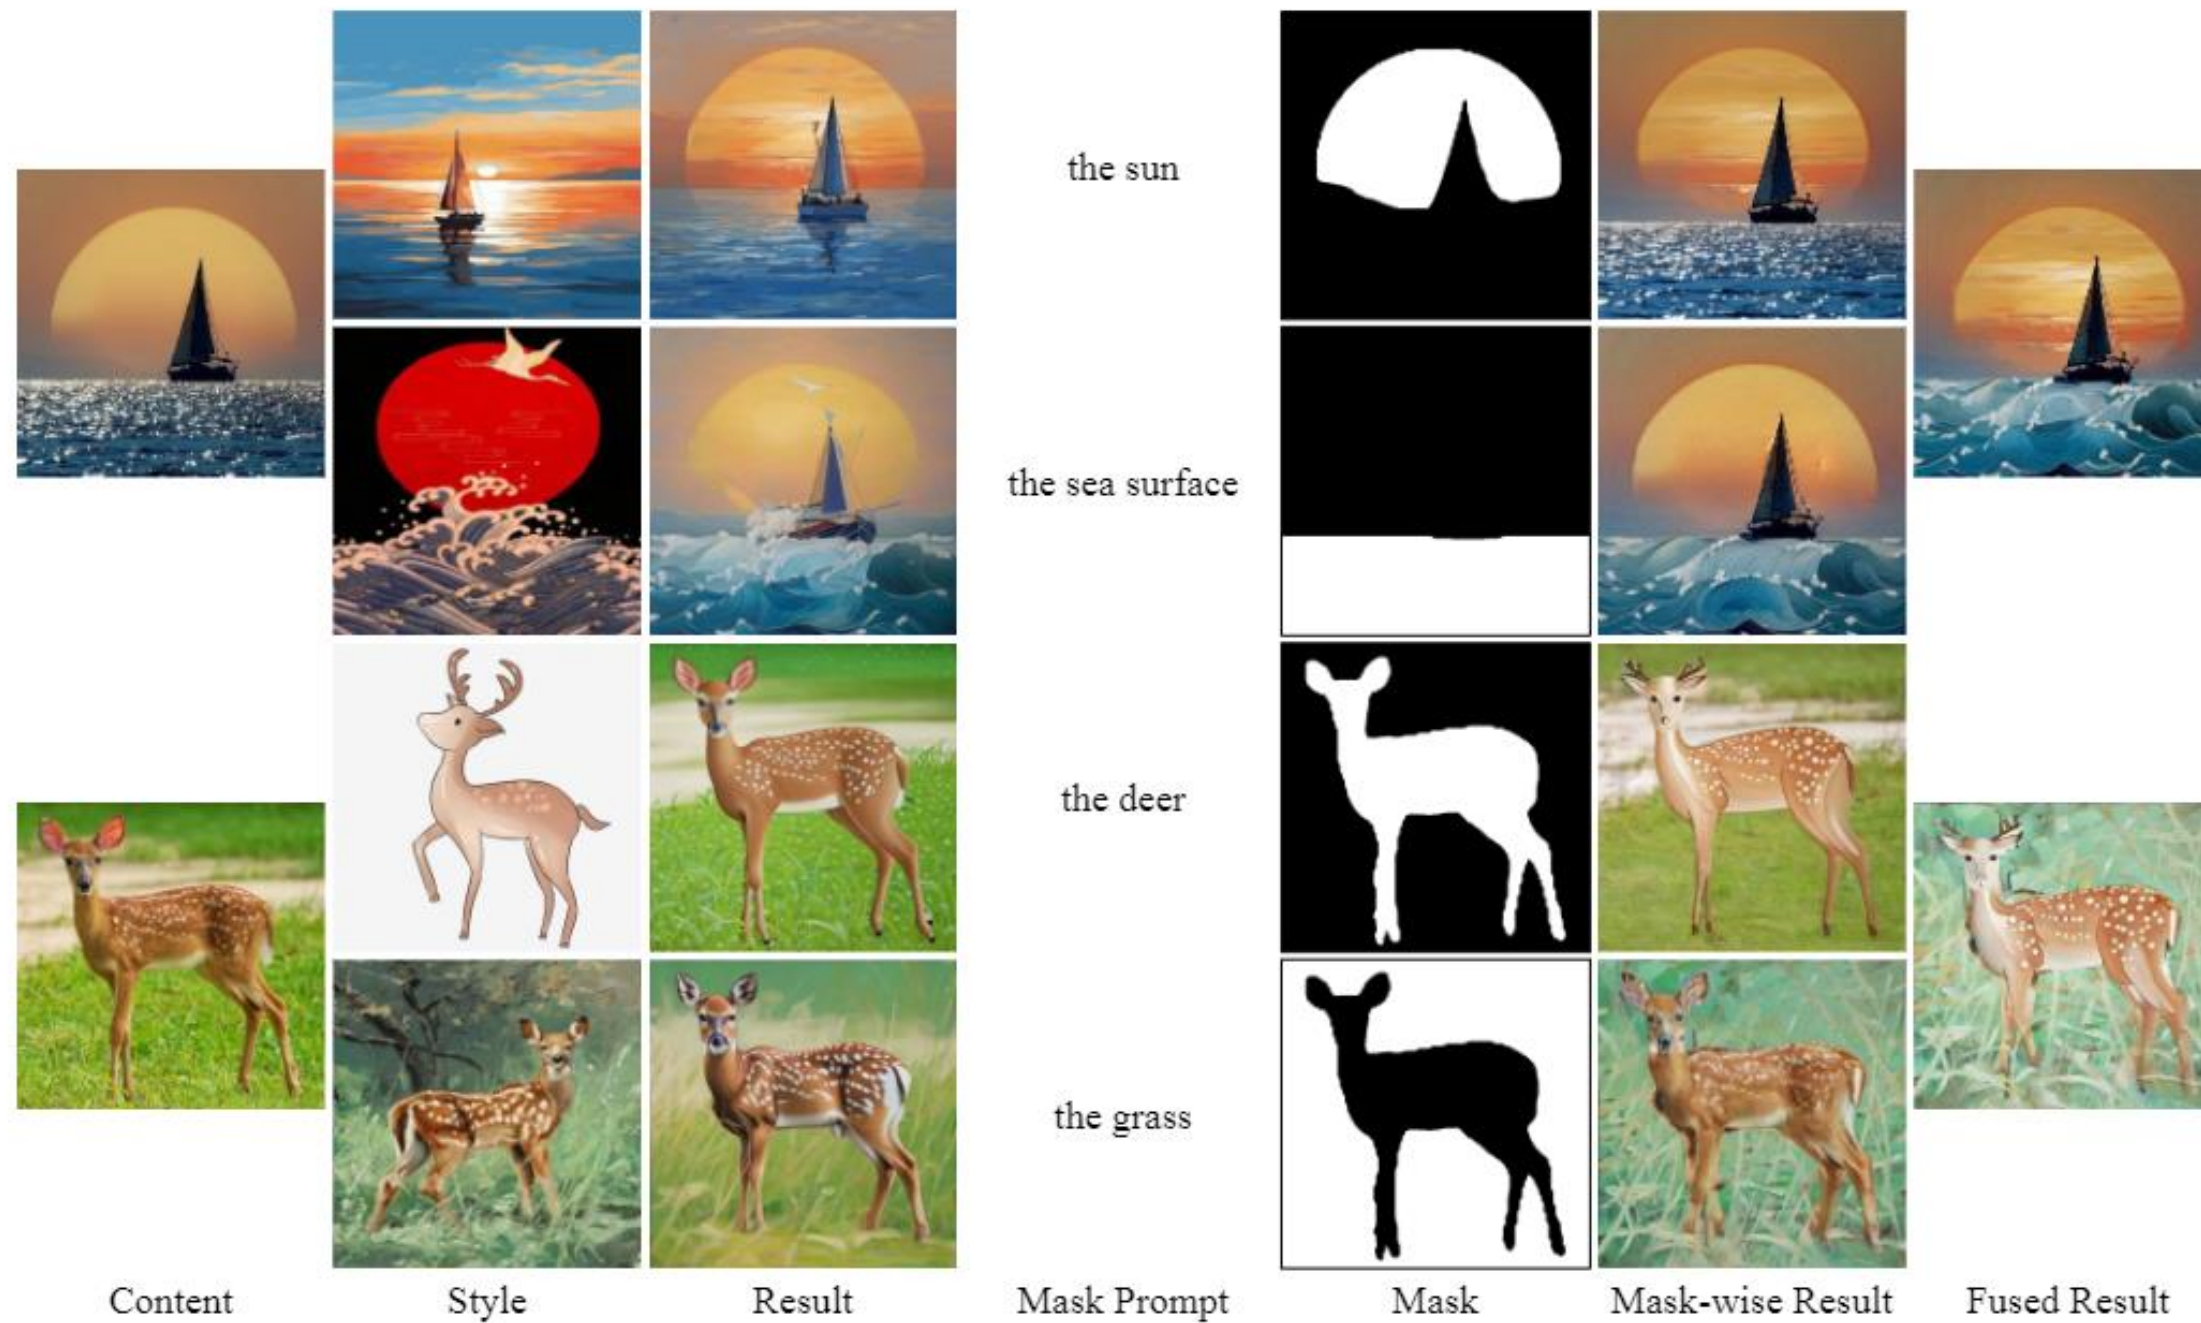 the sun
the sea surface
the deer
the grass
Content Style Result Mask Prompt Mask Mask-wise Result Fused Result